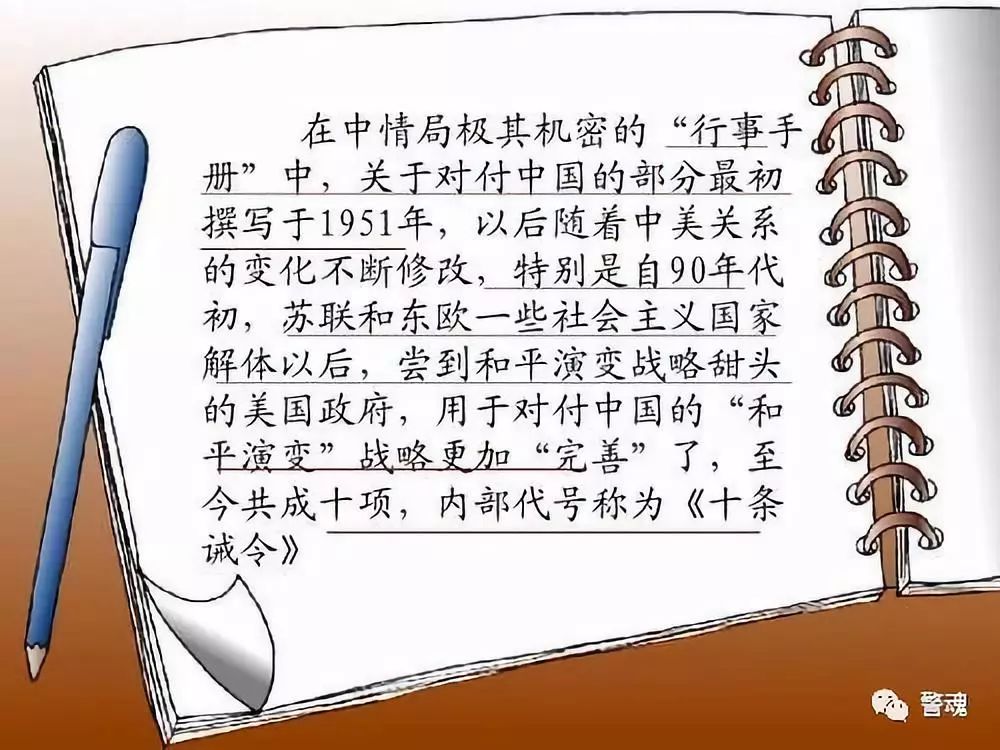 在中情局极其机密的“行事手
册”中，关于对付中国的部分最初
撰写于1951年，以后随着中美关系
的变化不断修改，特别是自90年代
初，苏联和东欧一些社会主义国家
解体以后，尝到和平演变战略甜头
的美国政府，用于对付中国的“和
平演变”战略更加“完善”了，至
今共成十项，内部代号称为《十条
诫令》
警魂